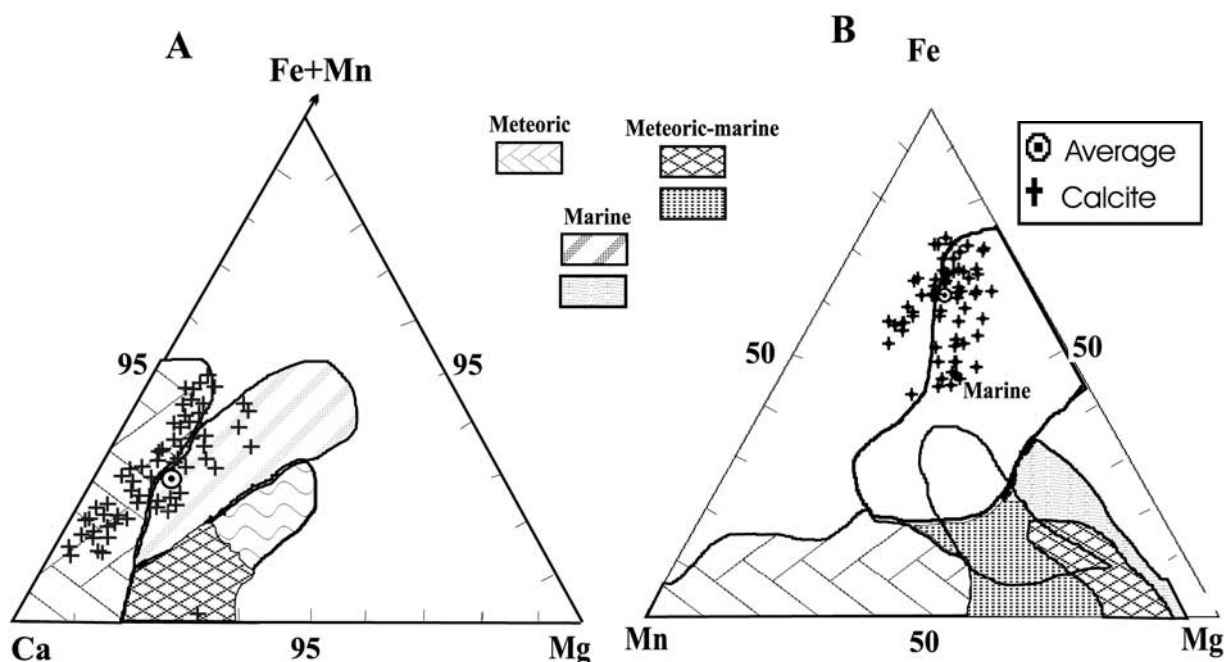 A
Fe+Mn
95
95
Ca
95
Mg
Meteoric
Meteoric-marine
Marine
B
Fe
Average
Calcite
50
50
Marine
Mn
50
Mg